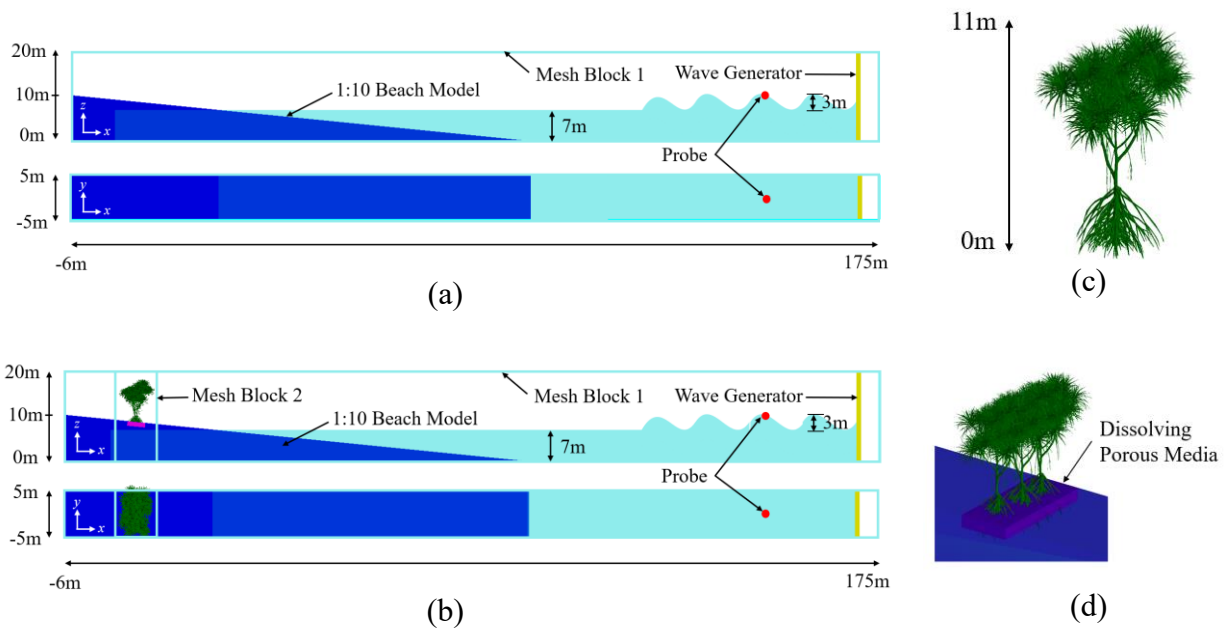 20m
10m
0m
z
x
1:10 Beach Model
Mesh Block 1
Wave Generator
3m
7m
Probe
5m
-5m
y
x
-6m
175m
(a)
11m
0m
(c)
20m
10m
0m
z
x
Mesh Block 2
1:10 Beach Model
Mesh Block 1
Wave Generator
3m
7m
Probe
5m
-5m
y
x
-6m
175m
(b)
Dissolving
Porous Media
(d)